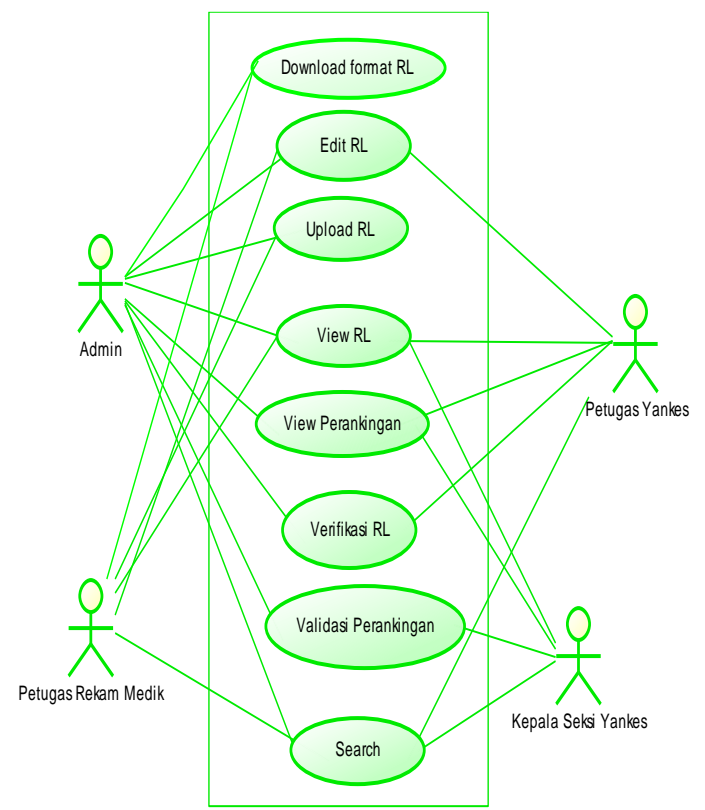 Download format RL
Edit RL
Upload RL
View RL
View Perankingan
Verifikasi RL
Validasi Perankingan
Search
Admin
Petugas Rekam Medik
Petugas Yankes
Kepala Seksi Yankes